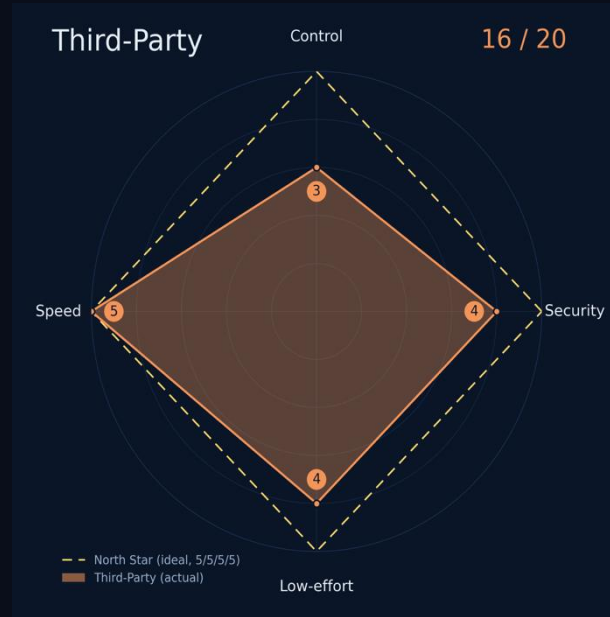 Third-Party
Control
16 / 20
3
Speed
5
4
Security
4
North Star (ideal, 5/5/5/5)
Third-Party (actual)
Low-effort